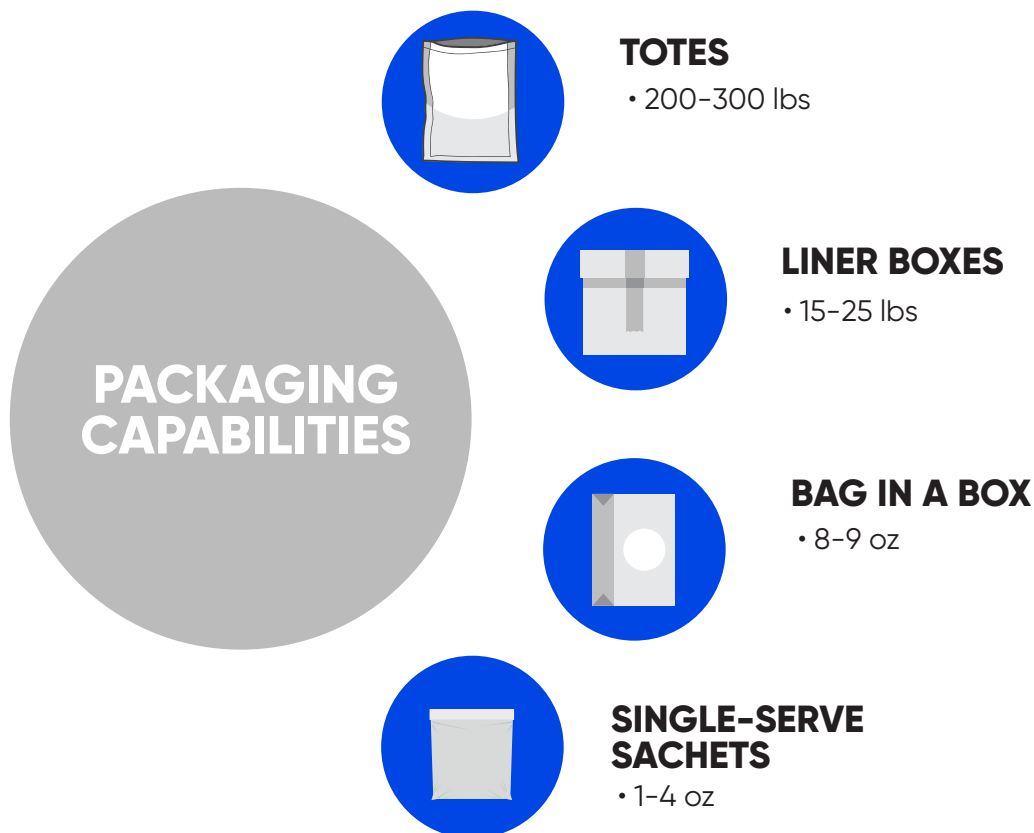 PACKAGING
CAPABILITIES
TOTES
• 200-300 lbs
LINER BOXES
• 15-25 lbs
BAG IN A BOX
• 8-9 oz
SINGLE-SERVE
SACHETS
• 1-4 oz